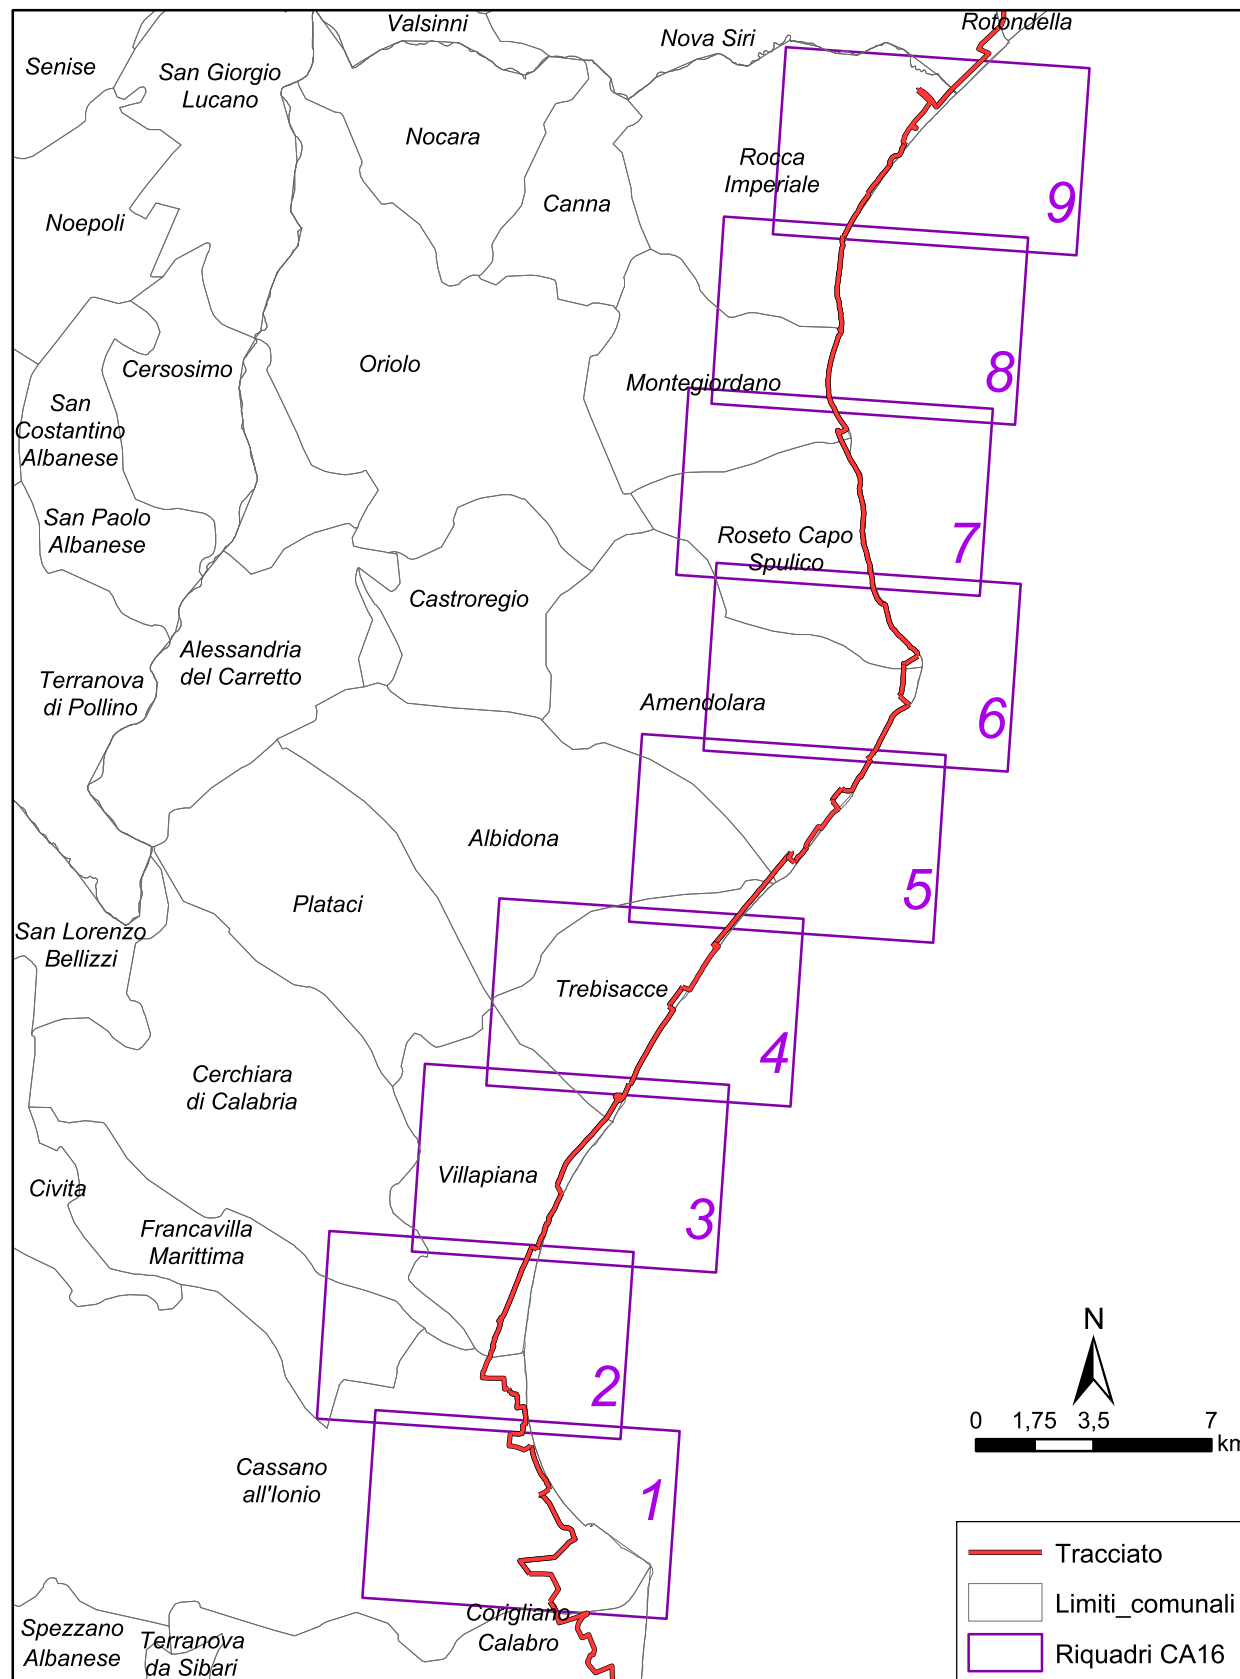 Valsinni
Rotondella
Nova Siri
Senise
San Giorgio
Lucano
Nocara
Rocca
Imperiale
Canna
9
Noepoli
Oriolo
Cersosimo
8
Montegiordano
San
Costantino
Albanese
San Paolo
Albanese
Roseto Capo
Spulico
7
Castroregio
Alessandria
del Carretto
Terranova
di Pollino
Amendolara
6
Albidona
5
Plataci
San Lorenzo
Bellizzi
Trebisacce
4
Cerchiara
di Calabria
Villapiana
Civita
3
Francavilla
Marittima
N
2
0 1,75 3,5 7
km
Cassano
all'Ionio
1
Tracciato
Limiti_comunali
Riquadri CA16
Corigliano
Calabro
Spezzano
Albanese
Terranova
da Sibari